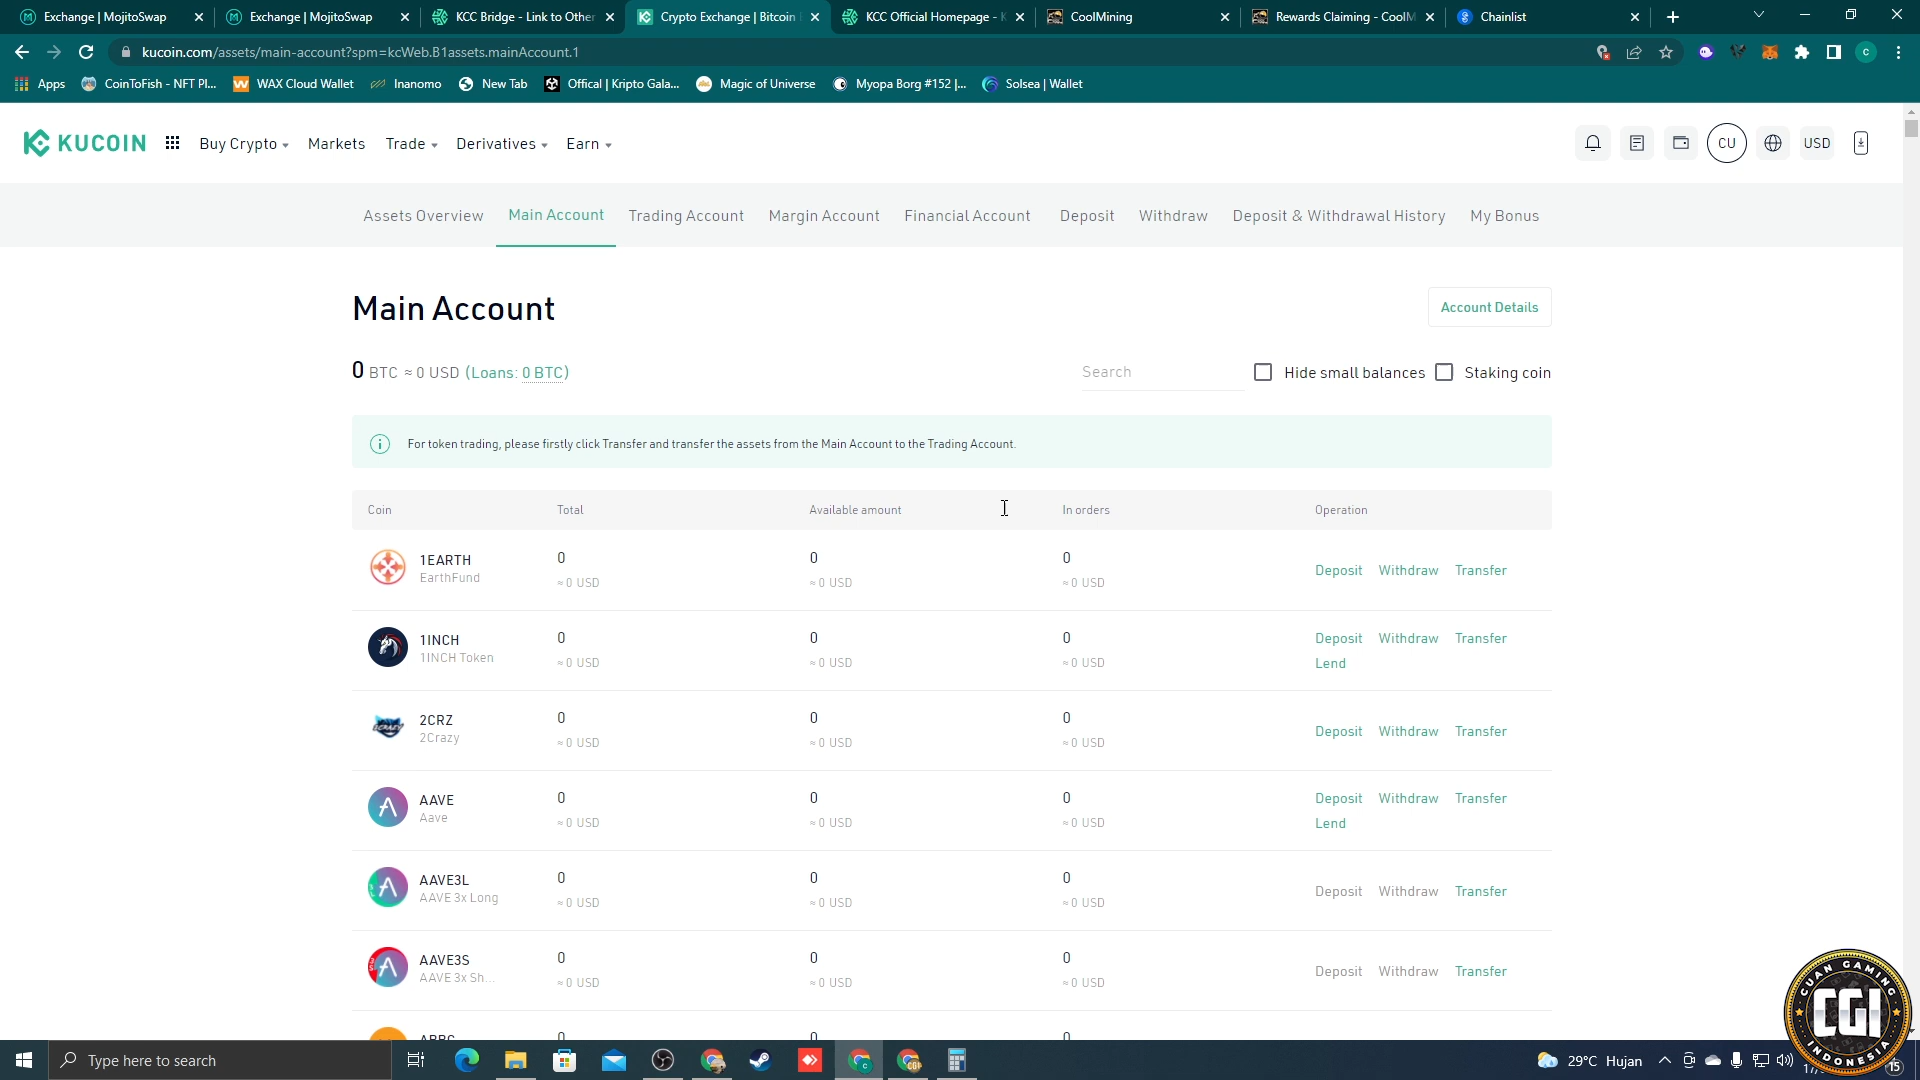 Exchange | MojitoSwap
Exchange | MojitoSwap
KCC Bridge - Link to Other
Crypto Exchange | Bitcoin
KCC Official Homepage - K
CoolMining
Rewards Claiming - CoolM
Chainlist
kucoin.com/assets/main-account?spm=kcWeb.B1assets.mainAccount.1
c
Apps
CoinToFish - NFT Pl...
WAX Cloud Wallet
Inanomo
New Tab
Offical | Kripto Gala...
Magic of Universe
Myopa Borg #152 |...
Solsea | Wallet
KUCOIN
Buy Crypto
Markets
Trade
Derivatives
Earn
CU
USD
Assets Overview
Main Account
Trading Account
Margin Account
Financial Account
Deposit
Withdraw
Deposit & Withdrawal History
My Bonus
Main Account
Account Details
0 BTC ≈ 0 USD (Loans: 0 BTC)
Search
Hide small balances
Staking coin
For token trading, please firstly click Transfer and transfer the assets from the Main Account to the Trading Account.
Coin Total Available amount In orders Operation
1EARTH 0 0 0
EarthFund ≈ 0 USD ≈ 0 USD ≈ 0 USD
Deposit Withdraw Transfer
1INCH 0 0 0 Deposit Withdraw Transfer
1INCH Token ≈ 0 USD ≈ 0 USD ≈ 0 USD Lend
2CRZ 0 0 0
2Crazy ≈ 0 USD ≈ 0 USD ≈ 0 USD
Deposit Withdraw Transfer
AAVE 0 0 0 Deposit Withdraw Transfer
Aave ≈ 0 USD ≈ 0 USD ≈ 0 USD Lend
AAVE3L 0 0 0
AAVE 3x Long ≈ 0 USD ≈ 0 USD ≈ 0 USD
Deposit Withdraw Transfer
AAVE3S 0 0 0
AAVE 3x Sh... ≈ 0 USD ≈ 0 USD ≈ 0 USD
Deposit Withdraw Transfer
0 0 0
CUAN GAMING
CGI
INDONESIA
Type here to search
29°C Hujan
15